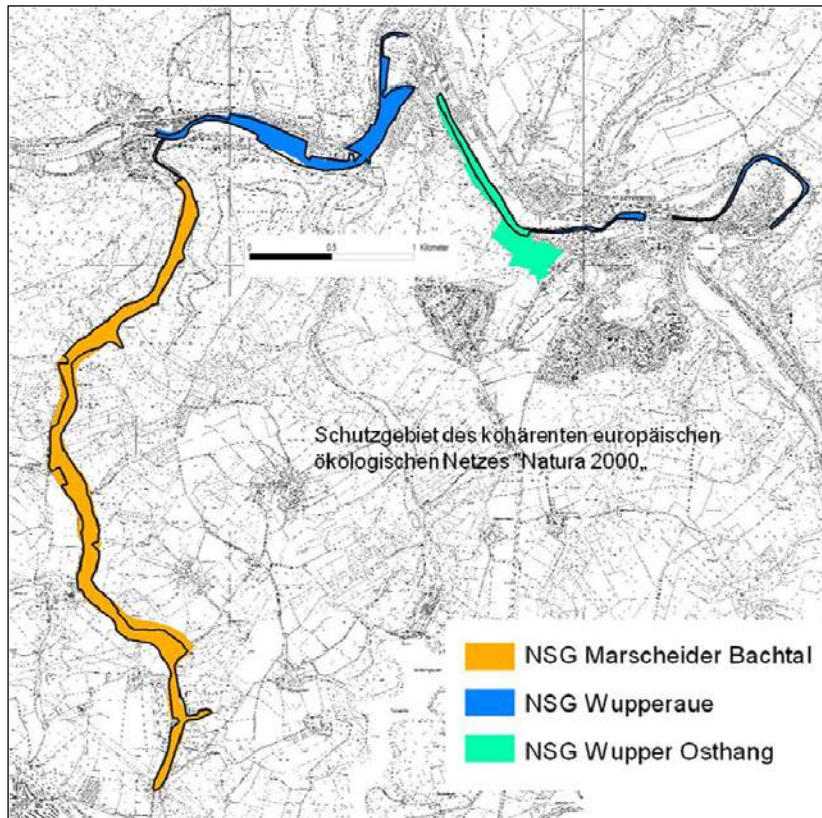 0 0.5 1 Kilometer
Schutzgebiet des kohärenten europäischen
ökologischen Netzes "Natura 2000„
NSG Marscheider Bachtal
NSG Wupperaue
NSG Wupper Osthang